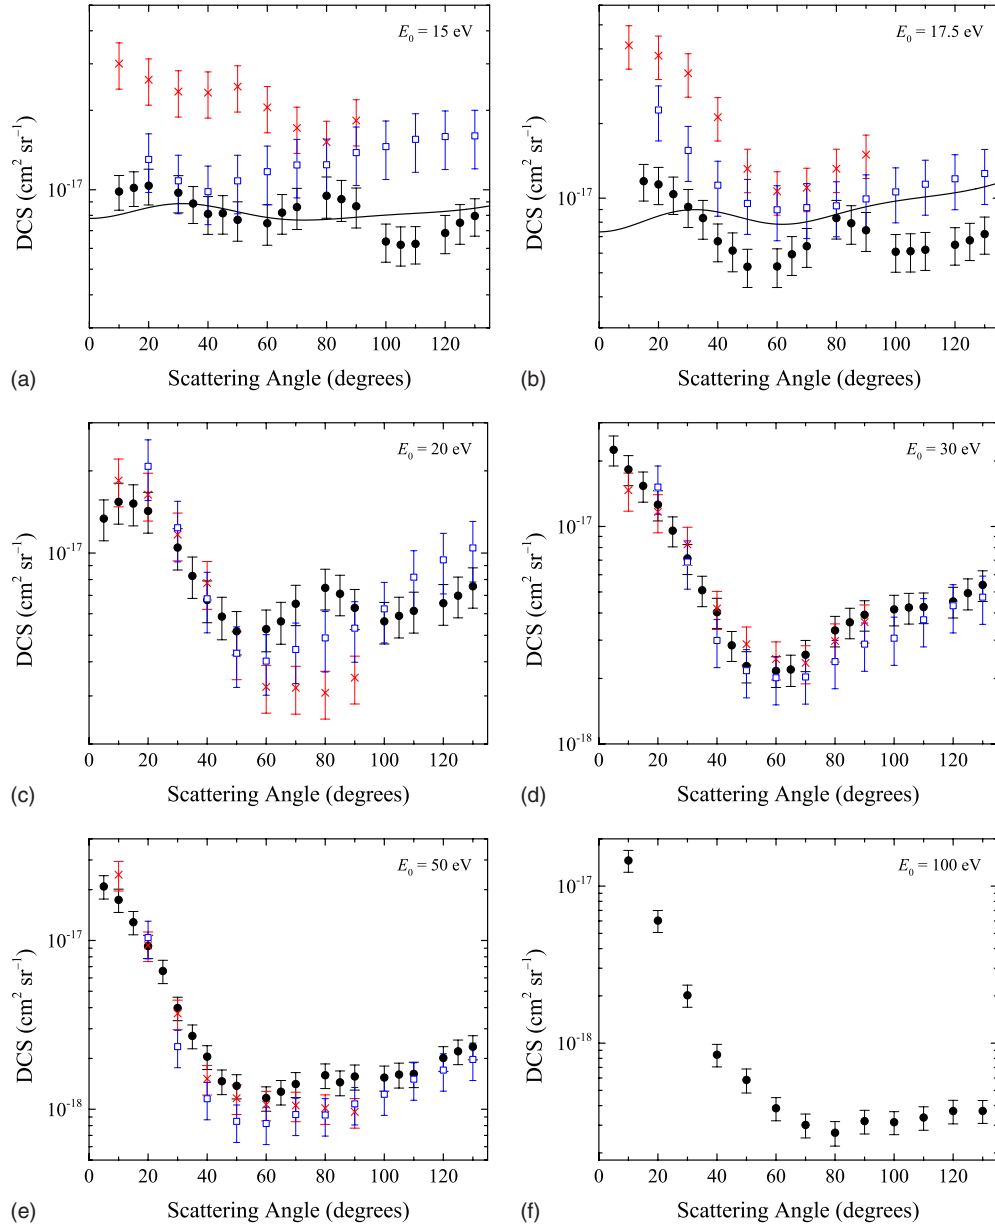 E₀ = 15 eV
DCS (cm² sr⁻¹)
10⁻¹⁷
0 20 40 60 80 100 120
(a) Scattering Angle (degrees)
E₀ = 17.5 eV
DCS (cm² sr⁻¹)
10⁻¹⁷
0 20 40 60 80 100 120
(b) Scattering Angle (degrees)
E₀ = 20 eV
DCS (cm² sr⁻¹)
10⁻¹⁷
0 20 40 60 80 100 120
(c) Scattering Angle (degrees)
E₀ = 30 eV
DCS (cm² sr⁻¹)
10⁻¹⁷
10⁻¹⁸
0 20 40 60 80 100 120
(d) Scattering Angle (degrees)
E₀ = 50 eV
DCS (cm² sr⁻¹)
10⁻¹⁷
10⁻¹⁸
0 20 40 60 80 100 120
(e) Scattering Angle (degrees)
E₀ = 100 eV
DCS (cm² sr⁻¹)
10⁻¹⁷
10⁻¹⁸
0 20 40 60 80 100 120
(f) Scattering Angle (degrees)